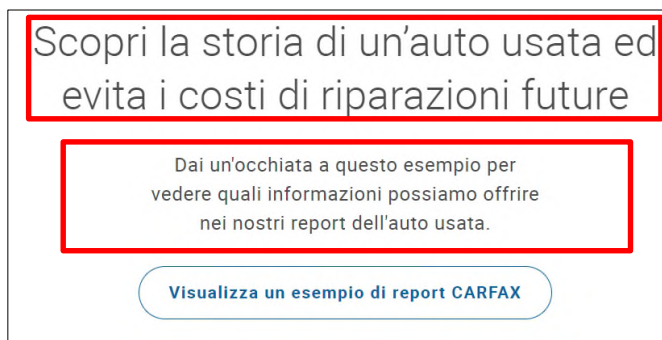 Scopri la storia di un’auto usata ed
evita i costi di riparazioni future
Dai un'occhiata a questo esempio per
vedere quali informazioni possiamo offrire
nei nostri report dell'auto usata.
Visualizza un esempio di report CARFAX